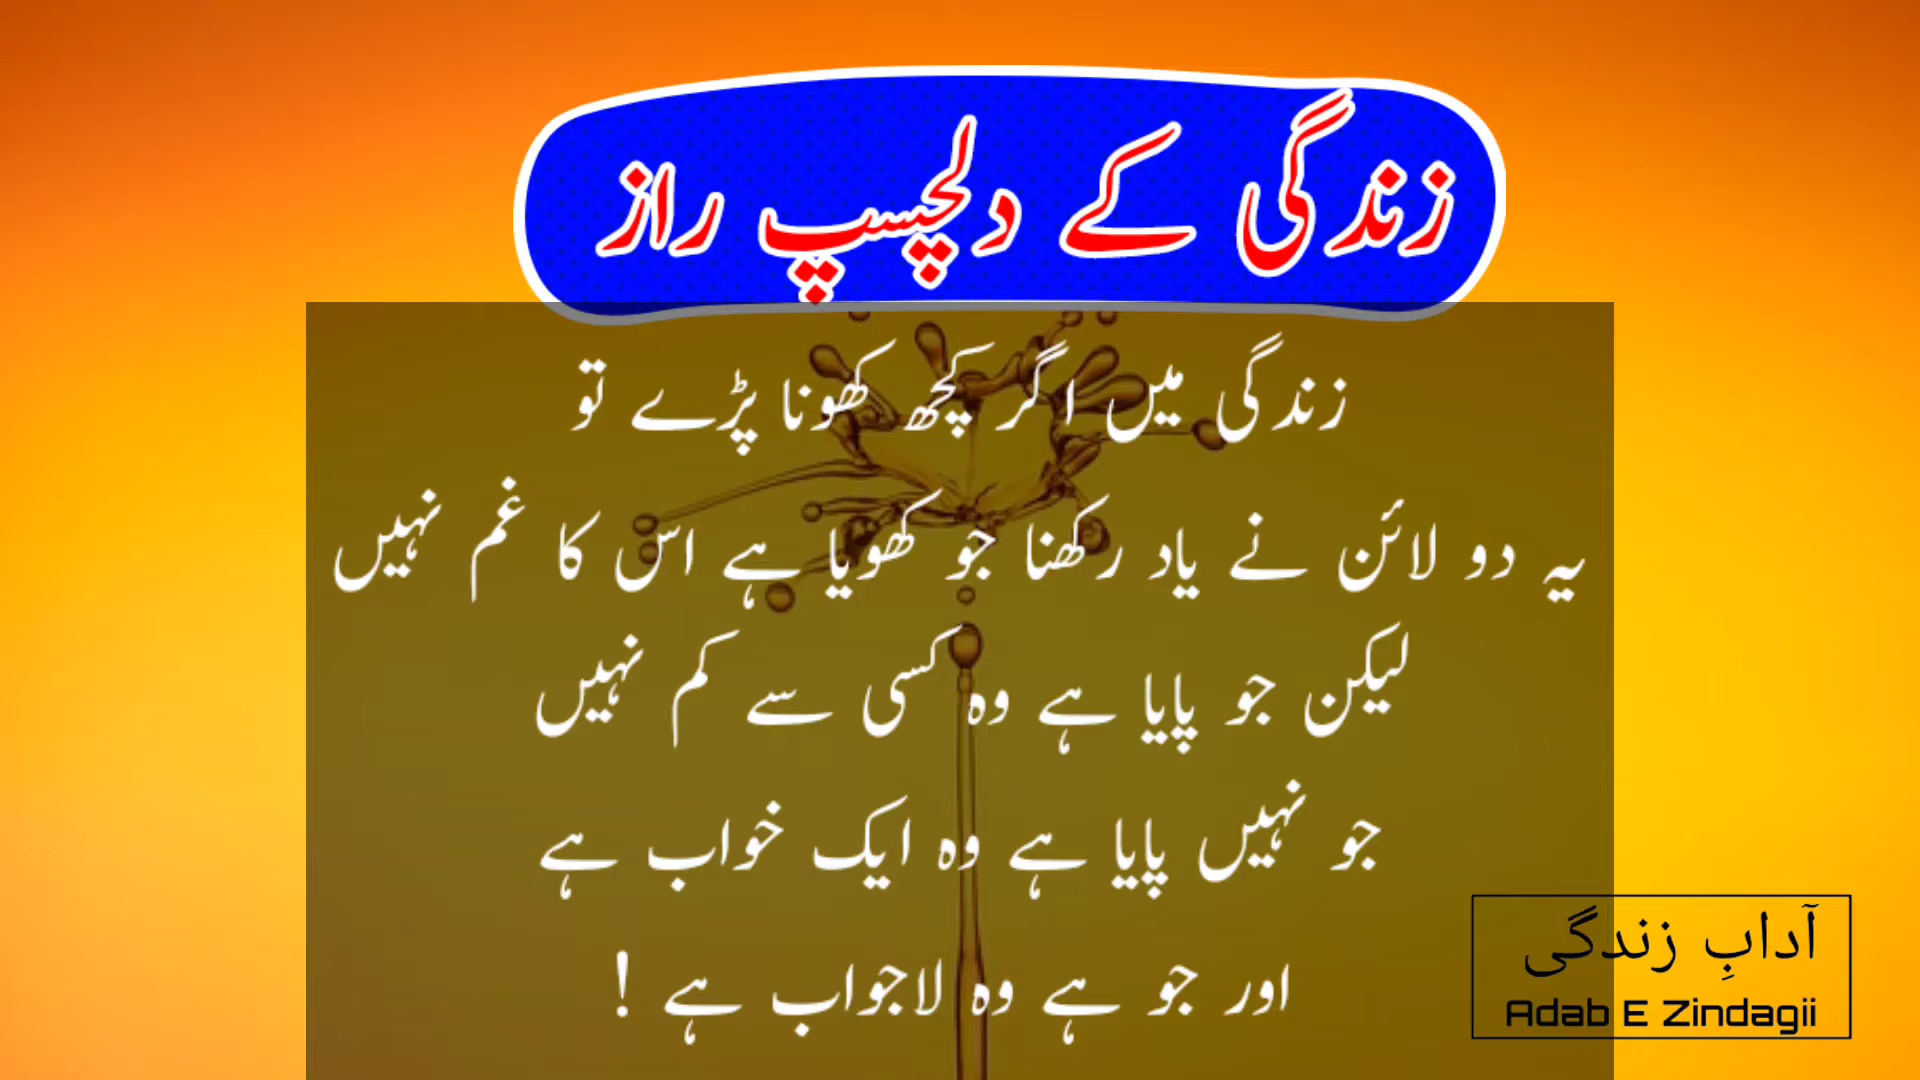 زندگی کے دلچسپ راز
زندگی میں اگر کچھ کھونا پڑے تو
یہ دو لائن نے یاد رکھنا جو کھویا ہے اس کا غم نہیں
لیکن جو پایا ہے وہ کسی سے کم نہیں
جو نہیں پایا ہے وہ ایک خواب ہے
اور جو ہے وہ لاجواب ہے !
آدابِ زندگی
Adab E Zindagii